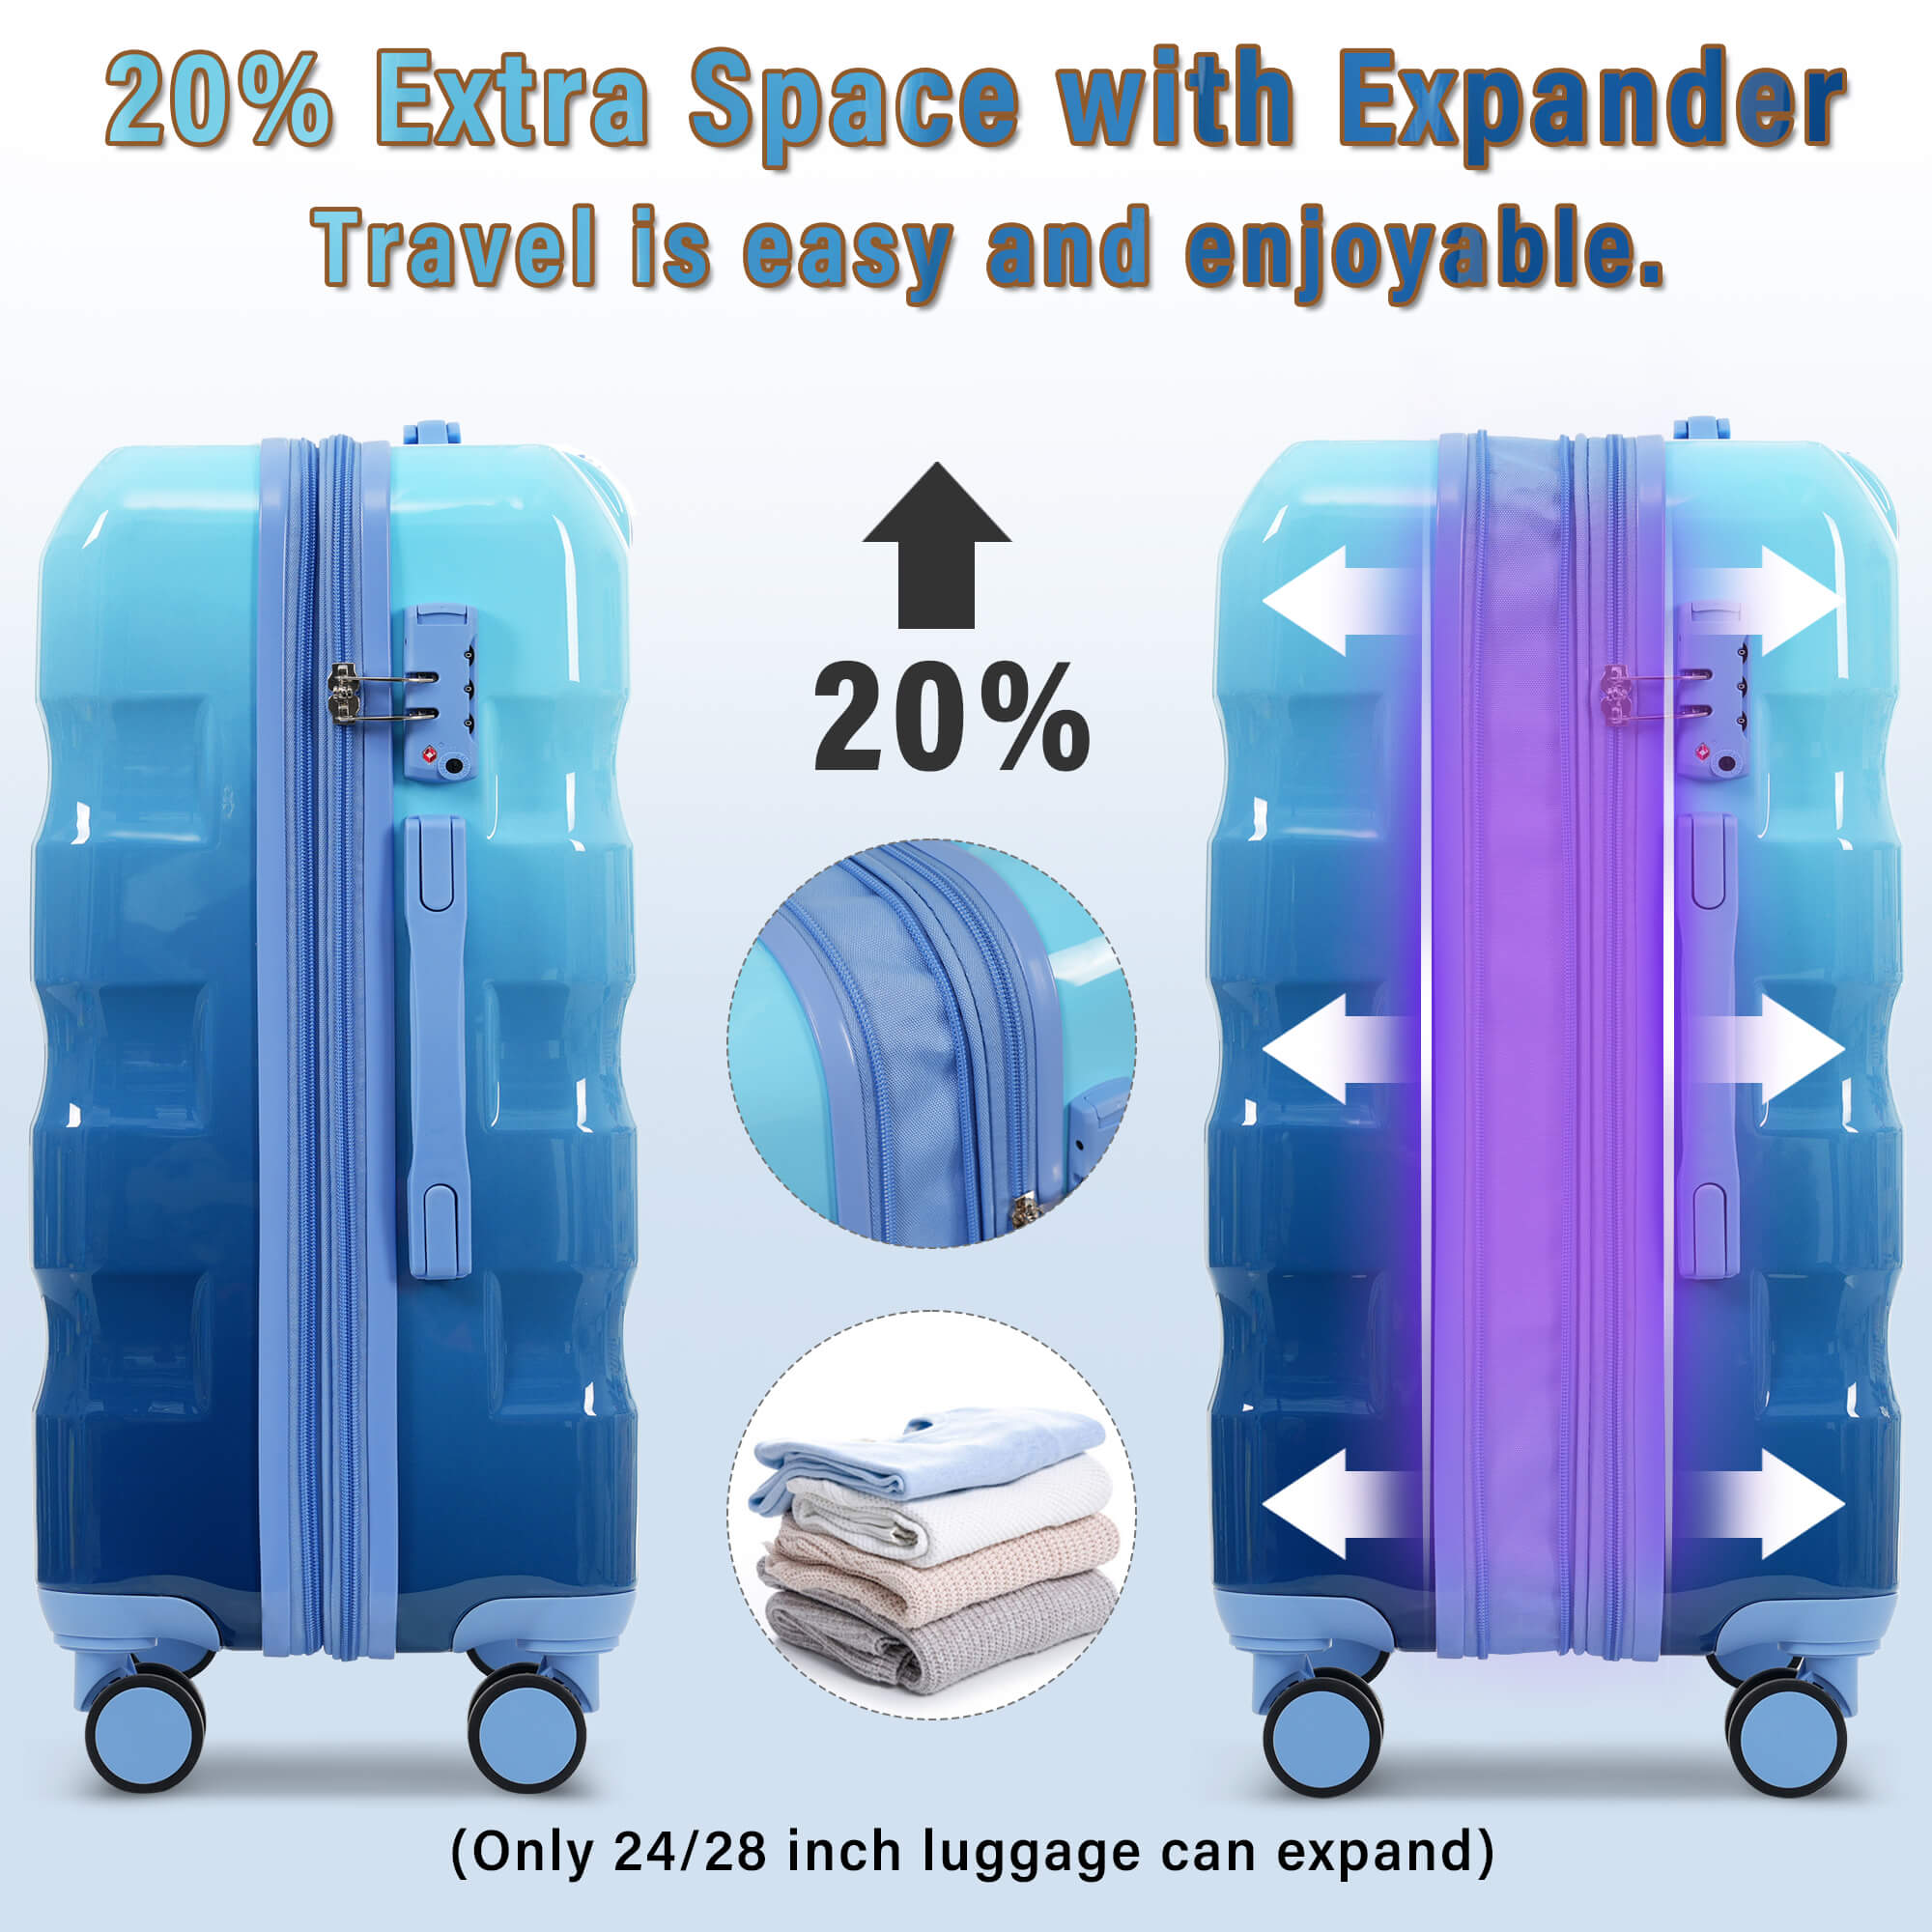 20% Extra Space with Expander
Travel is easy and enjoyable.
20%
(Only 24/28 inch luggage can expand)